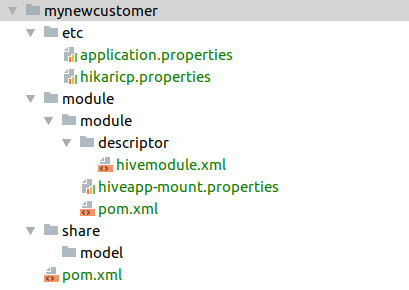 mynewcustomer
etc
application.properties
hikaricp.properties
module
module
descriptor
hivemodule.xml
hiveapp-mount.properties
pom.xml
share
model
pom.xml